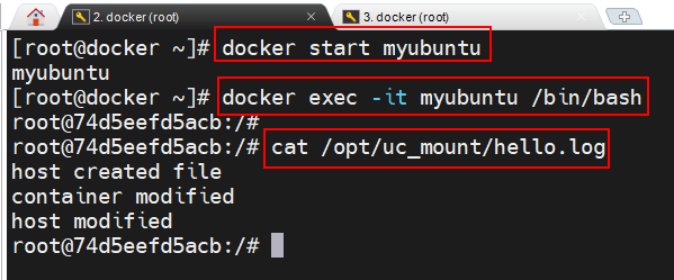 2. docker (root)
3. docker (root)
[root@docker ~]# docker start myubuntu
myubuntu
[root@docker ~]# docker exec -it myubuntu /bin/bash
root@74d5eefd5acb:/#
root@74d5eefd5acb:/# cat /opt/uc_mount/hello.log
host created file
container modified
host modified
root@74d5eefd5acb:/#